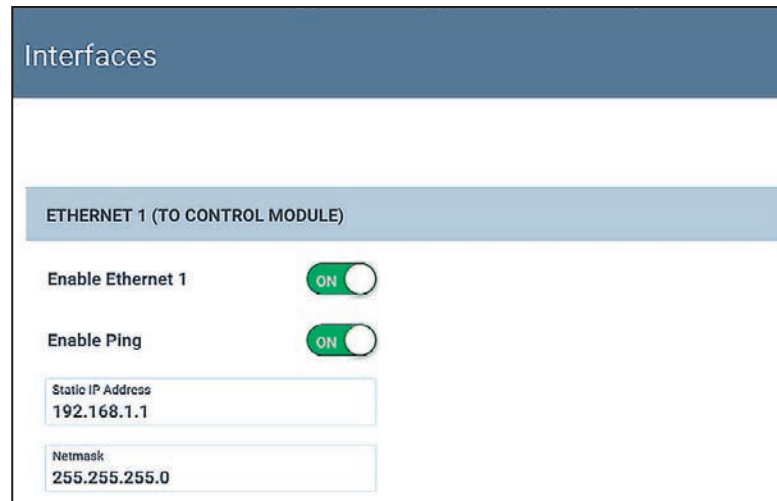 Interfaces
ETHERNET 1 (TO CONTROL MODULE)
Enable Ethernet 1
ON
Enable Ping
ON
Static IP Address
192.168.1.1
Netmask
255.255.255.0